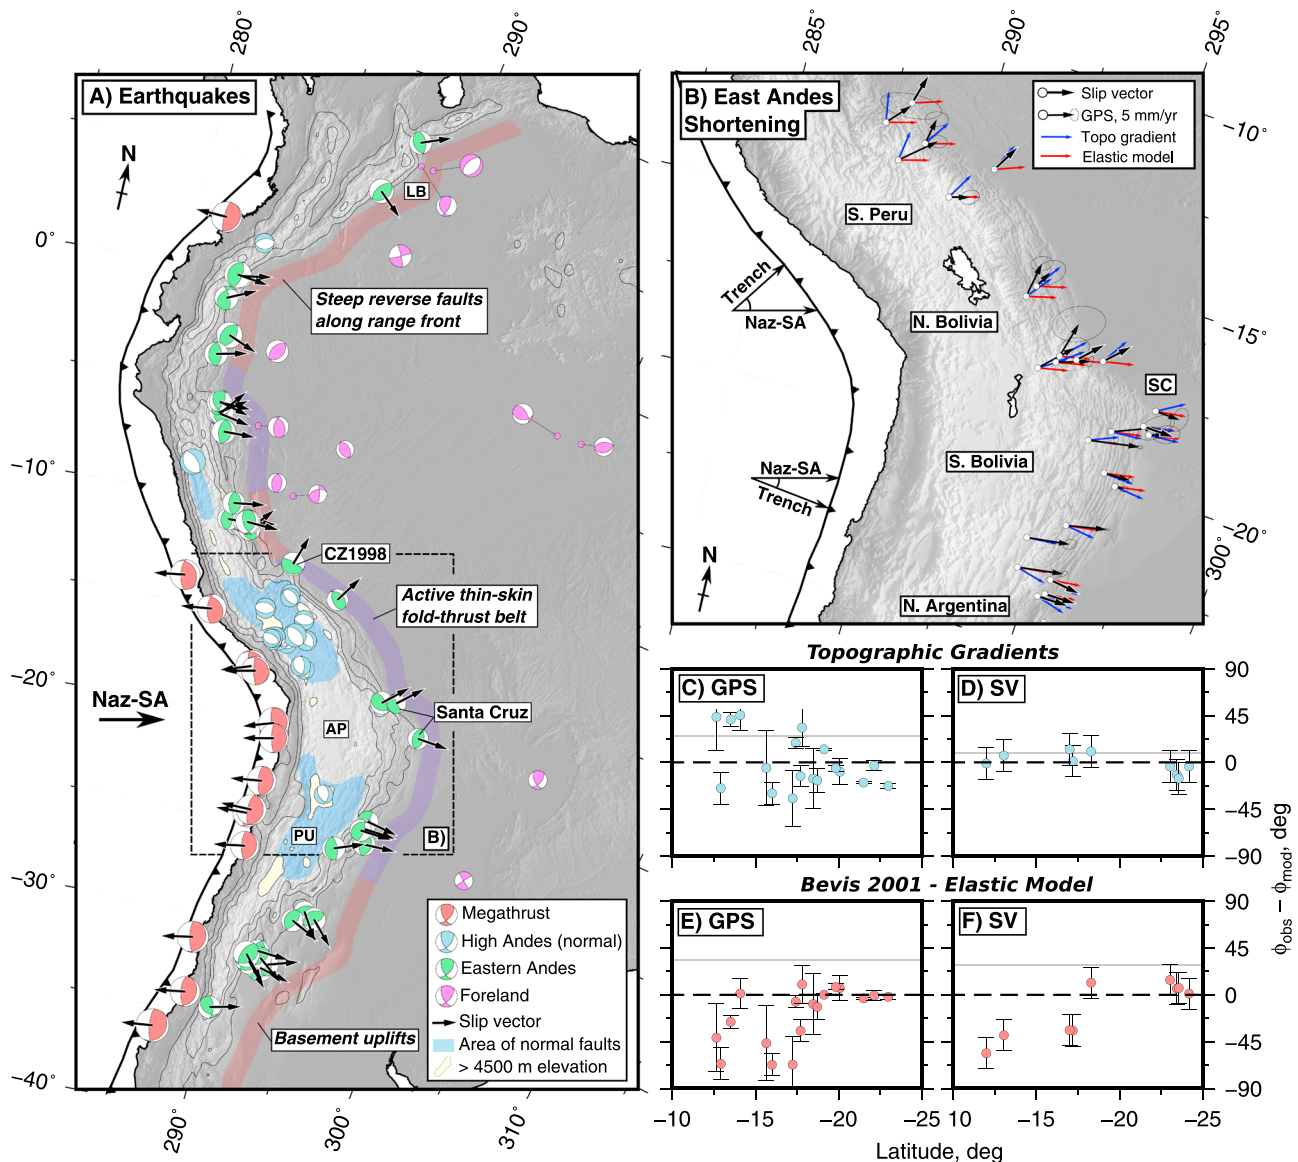 280°
290°
285°
290°
295°
A) Earthquakes
B) East Andes
Shortening
Slip vector
GPS, 5 mm/yr
Topo gradient
Elastic model
−10°
N
LB
0°
Steep reverse faults
along range front
S. Peru
Trench
Naz-SA
N. Bolivia
−15°
SC
−10°
Naz-SA
Trench
S. Bolivia
−20°
CZ1998
Active thin-skin
fold-thrust belt
N
N. Argentina
300°
−20°
Naz-SA
Santa Cruz
AP
PU
B)
−30°
Topographic Gradients
C) GPS
D) SV
90
45
0
−45
−90
Megathrust
High Andes (normal)
Eastern Andes
Foreland
Slip vector
Area of normal faults
> 4500 m elevation
Basement uplifts
−40°
290°
300°
310°
Bevis 2001 - Elastic Model
E) GPS
F) SV
90
45
0
−45
−90
ϕobs − ϕmod, deg
−10
−15
−20
−25
10
−15
−20
−25
Latitude, deg